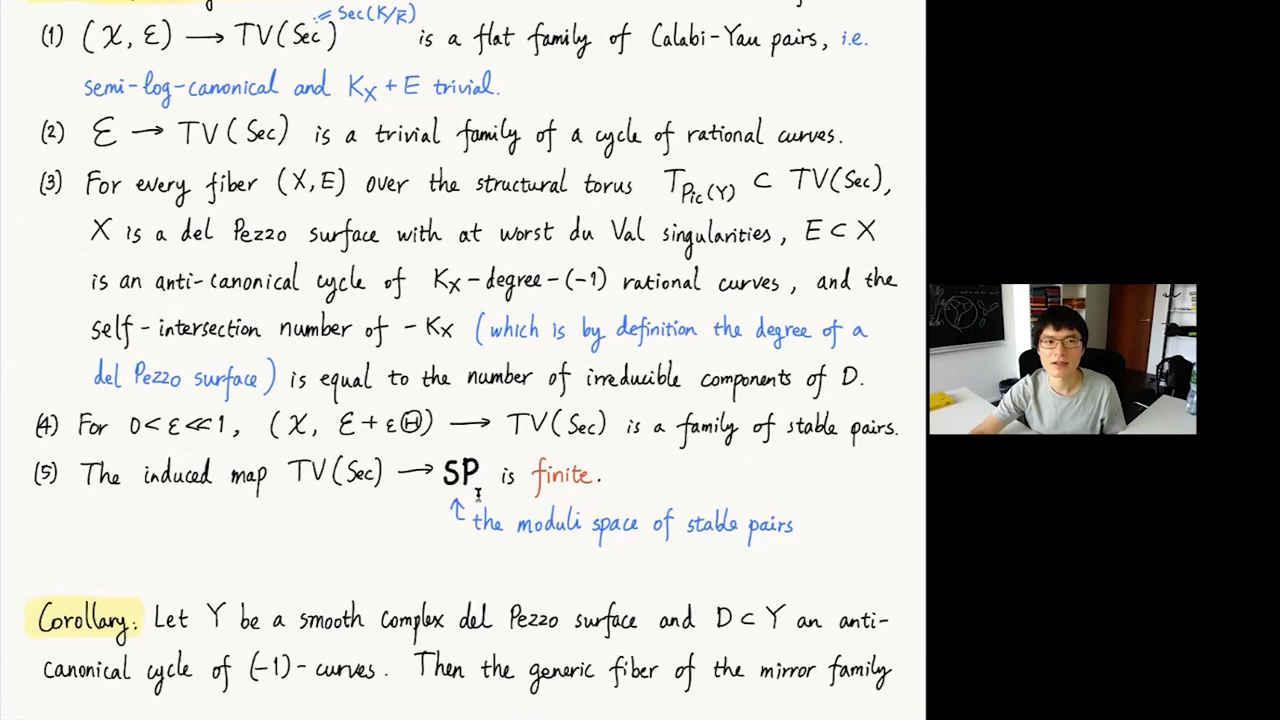 := Sec(K/k̄)
(1) (𝒳, ℰ) → TV(Sec) is a flat family of Calabi-Yau pairs, i.e.
semi-log-canonical and K_X + E trivial.
(2) ℰ → TV(Sec) is a trivial family of a cycle of rational curves.
(3) For every fiber (X, E) over the structural torus T_Pic(Y) ⊂ TV(Sec),
X is a del Pezzo surface with at worst du Val singularities, E ⊂ X
is an anti-canonical cycle of K_X-degree-(-1) rational curves, and the
self-intersection number of -K_X (which is by definition the degree of a
del Pezzo surface) is equal to the number of irreducible components of D.
(4) For 0<ε≪1, (𝒳, ℰ+εΘ) → TV(Sec) is a family of stable pairs.
(5) The induced map TV(Sec) → SP is finite.
↑ the moduli space of stable pairs
Corollary. Let Y be a smooth complex del Pezzo surface and D ⊂ Y an anti-
canonical cycle of (-1)-curves. Then the generic fiber of the mirror family